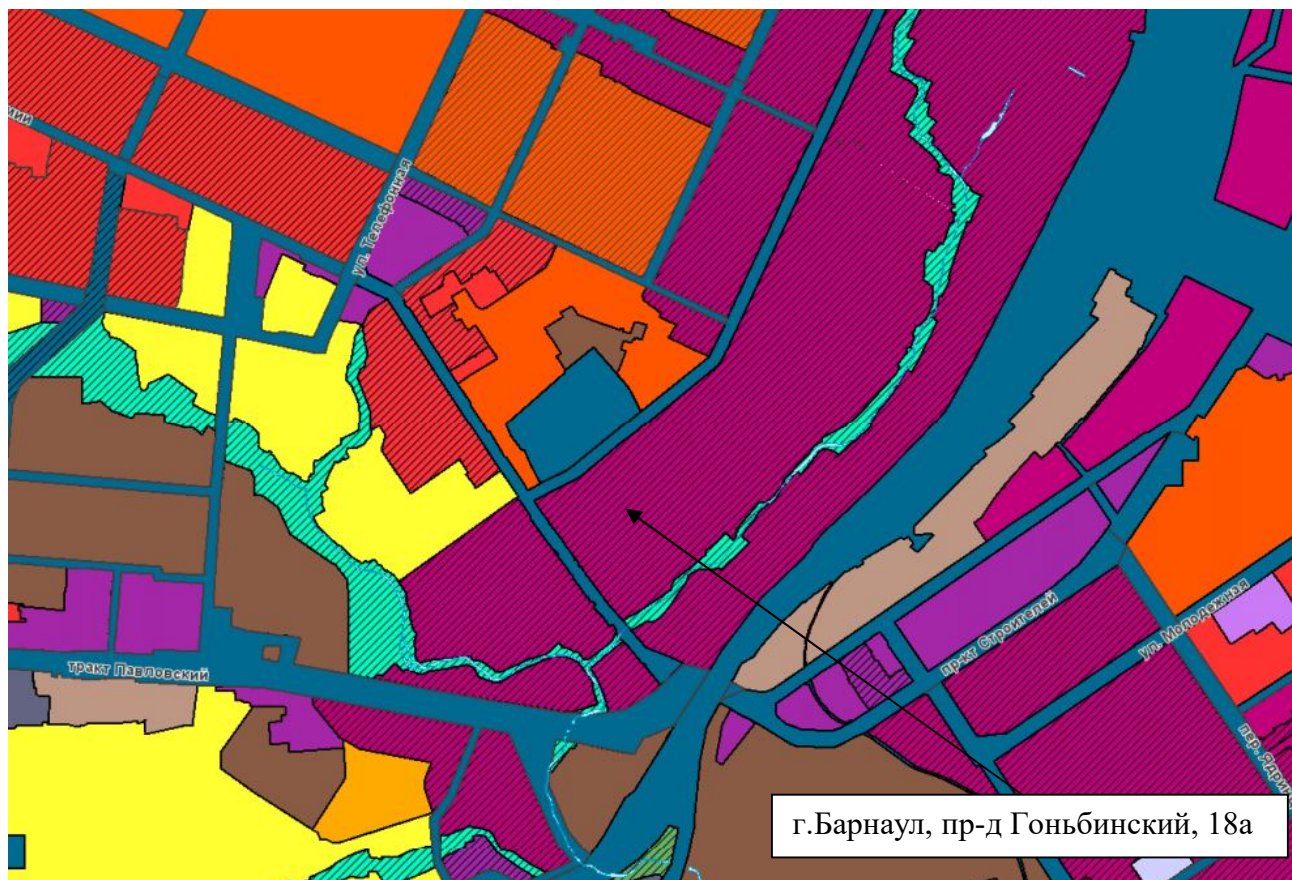 ул. Телефонная
тракт Павловский
пр-кт Строителей
ул. Молодежная
г.Барнаул, пр-д Гоньбинский, 18а